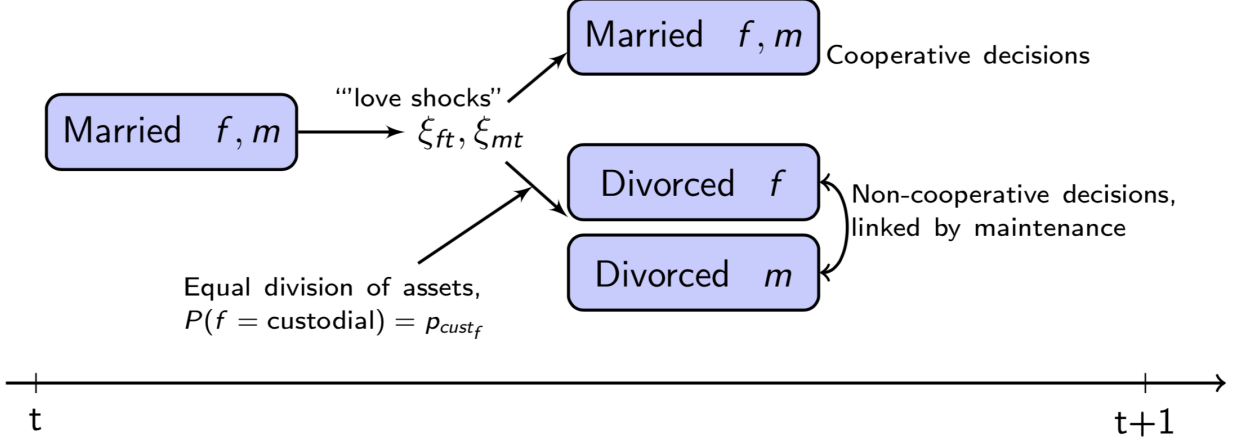 Married f, m
Cooperative decisions
“’love shocks”
Married f, m
ξft, ξmt
Divorced f
Non-cooperative decisions,
linked by maintenance
Divorced m
Equal division of assets,
P(f = custodial) = pcustf
t
t+1